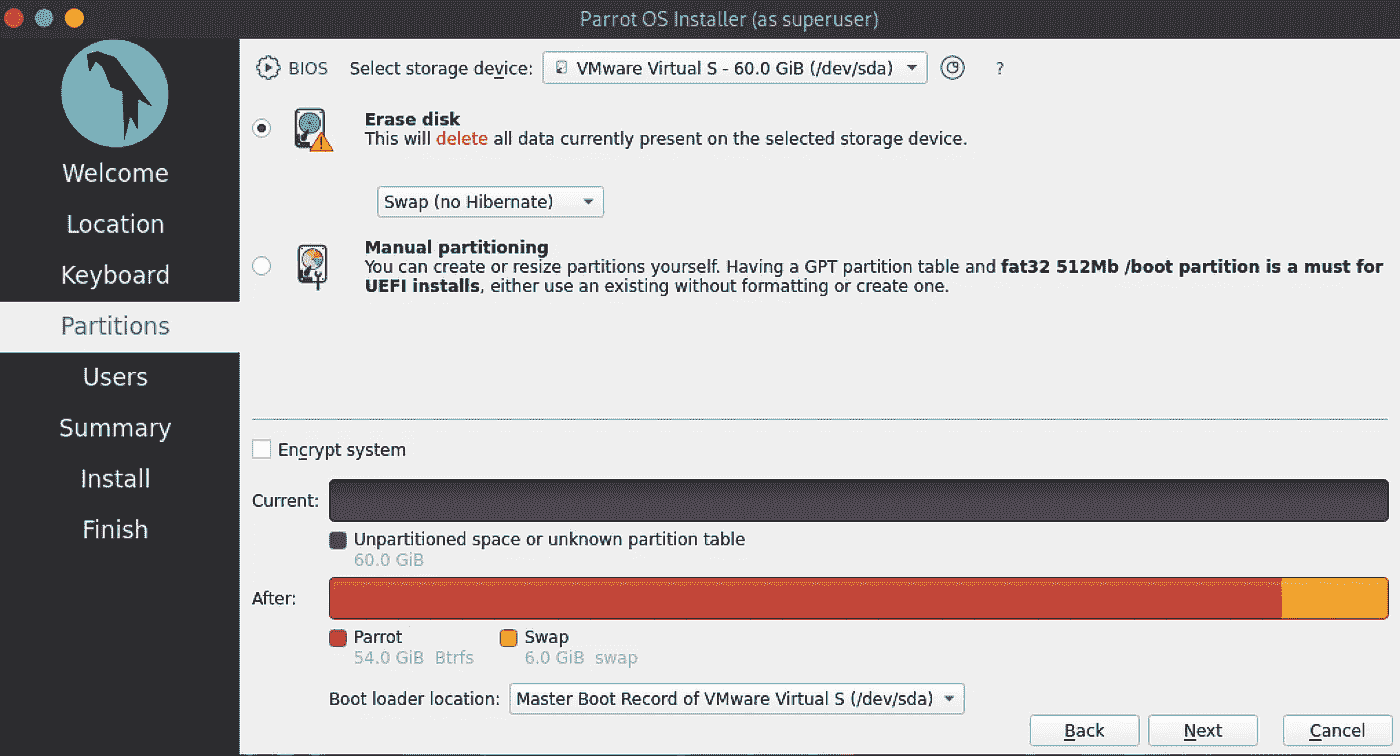 Parrot OS Installer (as superuser)
BIOS Select storage device: VMware Virtual S - 60.0 GiB (/dev/sda) ?
Welcome
Location
Keyboard
Partitions
Users
Summary
Install
Finish
Erase disk
This will delete all data currently present on the selected storage device.
Swap (no Hibernate)
Manual partitioning
You can create or resize partitions yourself. Having a GPT partition table and fat32 512Mb /boot partition is a must for
UEFI installs, either use an existing without formatting or create one.
Encrypt system
Current:
Unpartitioned space or unknown partition table
60.0 GiB
After:
Parrot Swap
54.0 GiB Btrfs 6.0 GiB swap
Boot loader location: Master Boot Record of VMware Virtual S (/dev/sda)
Back Next Cancel